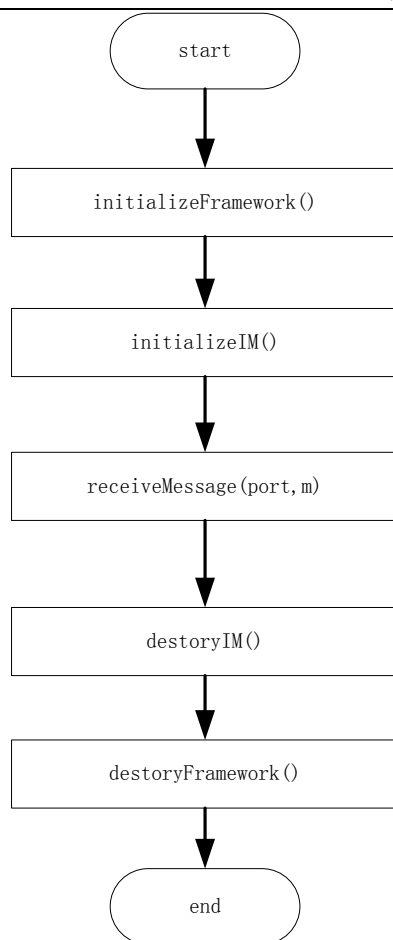 start
initializeFramework()
initializeIM()
receiveMessage(port,m)
destoryIM()
destoryFramework()
end